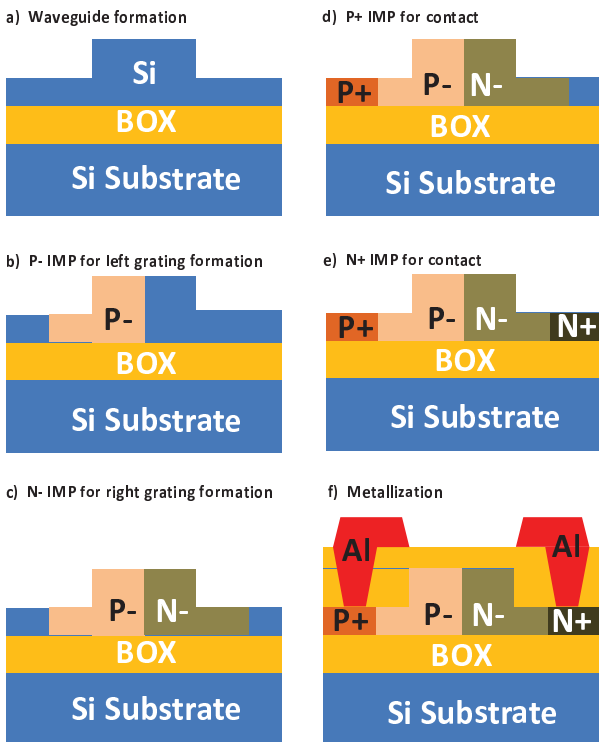 a) Waveguide formation
Si
BOX
Si Substrate
b) P- IMP for left grating formation
P-
BOX
Si Substrate
c) N- IMP for right grating formation
P- N-
BOX
Si Substrate
d) P+ IMP for contact
P+ P- N-
BOX
Si Substrate
e) N+ IMP for contact
P+ P- N- N+
BOX
Si Substrate
f) Metallization
Al Al
P+ P- N- N+
BOX
Si Substrate